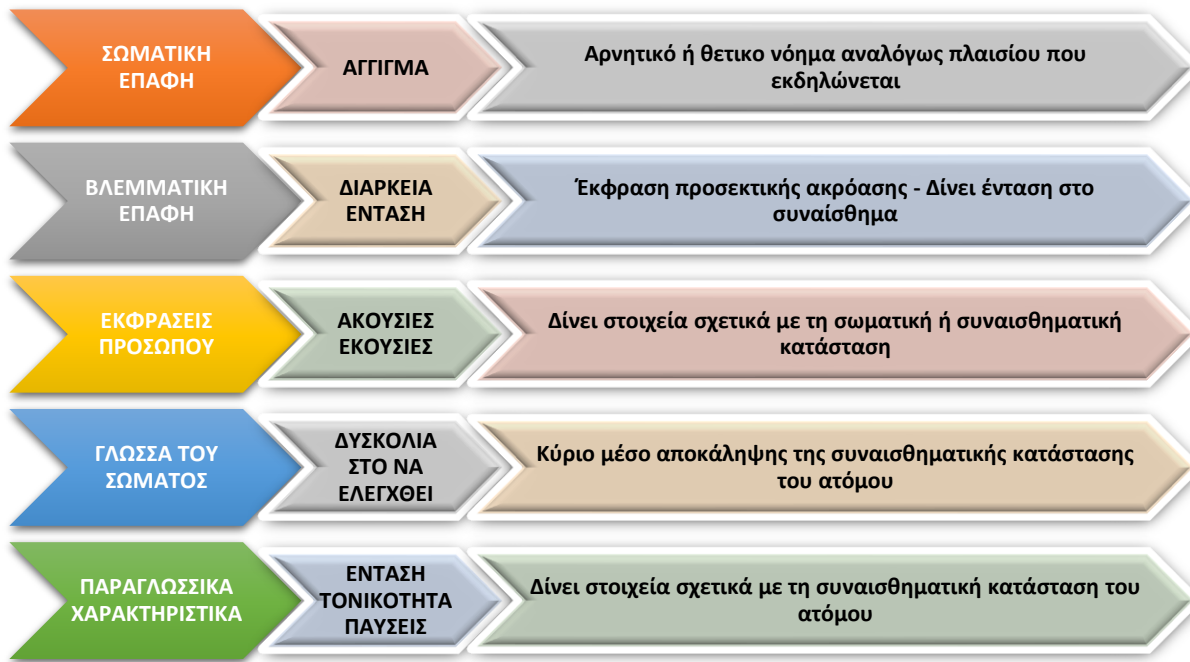 ΣΩΜΑΤΙΚΗ
ΕΠΑΦΗ
ΑΓΓΙΓΜΑ
Αρνητικό ή θετικο νόημα αναλόγως πλαισίου που
εκδηλώνεται
ΒΛΕΜΜΑΤΙΚΗ
ΕΠΑΦΗ
ΔΙΑΡΚΕΙΑ
ΕΝΤΑΣΗ
Έκφραση προσεκτικής ακρόασης - Δίνει ένταση στο
συναίσθημα
ΕΚΦΡΑΣΕΙΣ
ΠΡΟΣΩΠΟΥ
ΑΚΟΥΣΙΕΣ
ΕΚΟΥΣΙΕΣ
Δίνει στοιχεία σχετικά με τη σωματική ή συναισθηματική
κατάσταση
ΓΛΩΣΣΑ ΤΟΥ
ΣΩΜΑΤΟΣ
ΔΥΣΚΟΛΙΑ
ΣΤΟ ΝΑ
ΕΛΕΓΧΘΕΙ
Κύριο μέσο αποκάληψης της συναισθηματικής κατάστασης
του ατόμου
ΠΑΡΑΓΛΩΣΣΙΚΑ
ΧΑΡΑΚΤΗΡΙΣΤΙΚΑ
ΕΝΤΑΣΗ
ΤΟΝΙΚΟΤΗΤΑ
ΠΑΥΣΕΙΣ
Δίνει στοιχεία σχετικά με τη συναισθηματική κατάσταση του
ατόμου